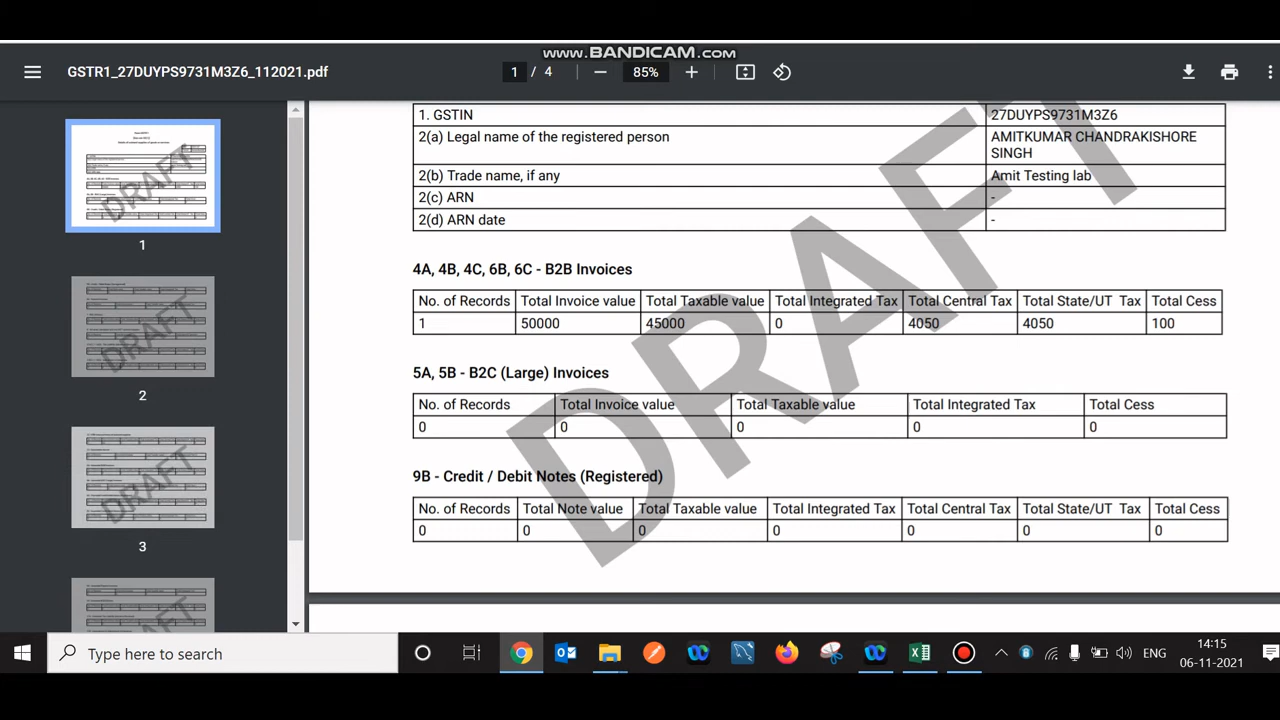 www.BANDICAM.com
GSTR1_27DUYPS9731M3Z6_112021.pdf
1 / 4
85%
1. GSTIN 27DUYPS9731M3Z6
2(a) Legal name of the registered person AMITKUMAR CHANDRAKISHORE
SINGH
2(b) Trade name, if any Amit Testing lab
2(c) ARN -
2(d) ARN date -
4A, 4B, 4C, 6B, 6C - B2B Invoices
No. of Records Total Invoice value Total Taxable value Total Integrated Tax Total Central Tax Total State/UT Tax Total Cess
1 50000 45000 0 4050 4050 100
5A, 5B - B2C (Large) Invoices
No. of Records Total Invoice value Total Taxable value Total Integrated Tax Total Cess
0 0 0 0 0
9B - Credit / Debit Notes (Registered)
No. of Records Total Note value Total Taxable value Total Integrated Tax Total Central Tax Total State/UT Tax Total Cess
0 0 0 0 0 0 0
DRAFT
DRAFT
1
DRAFT
2
DRAFT
3
DRAFT
Type here to search
ENG
14:15
06-11-2021